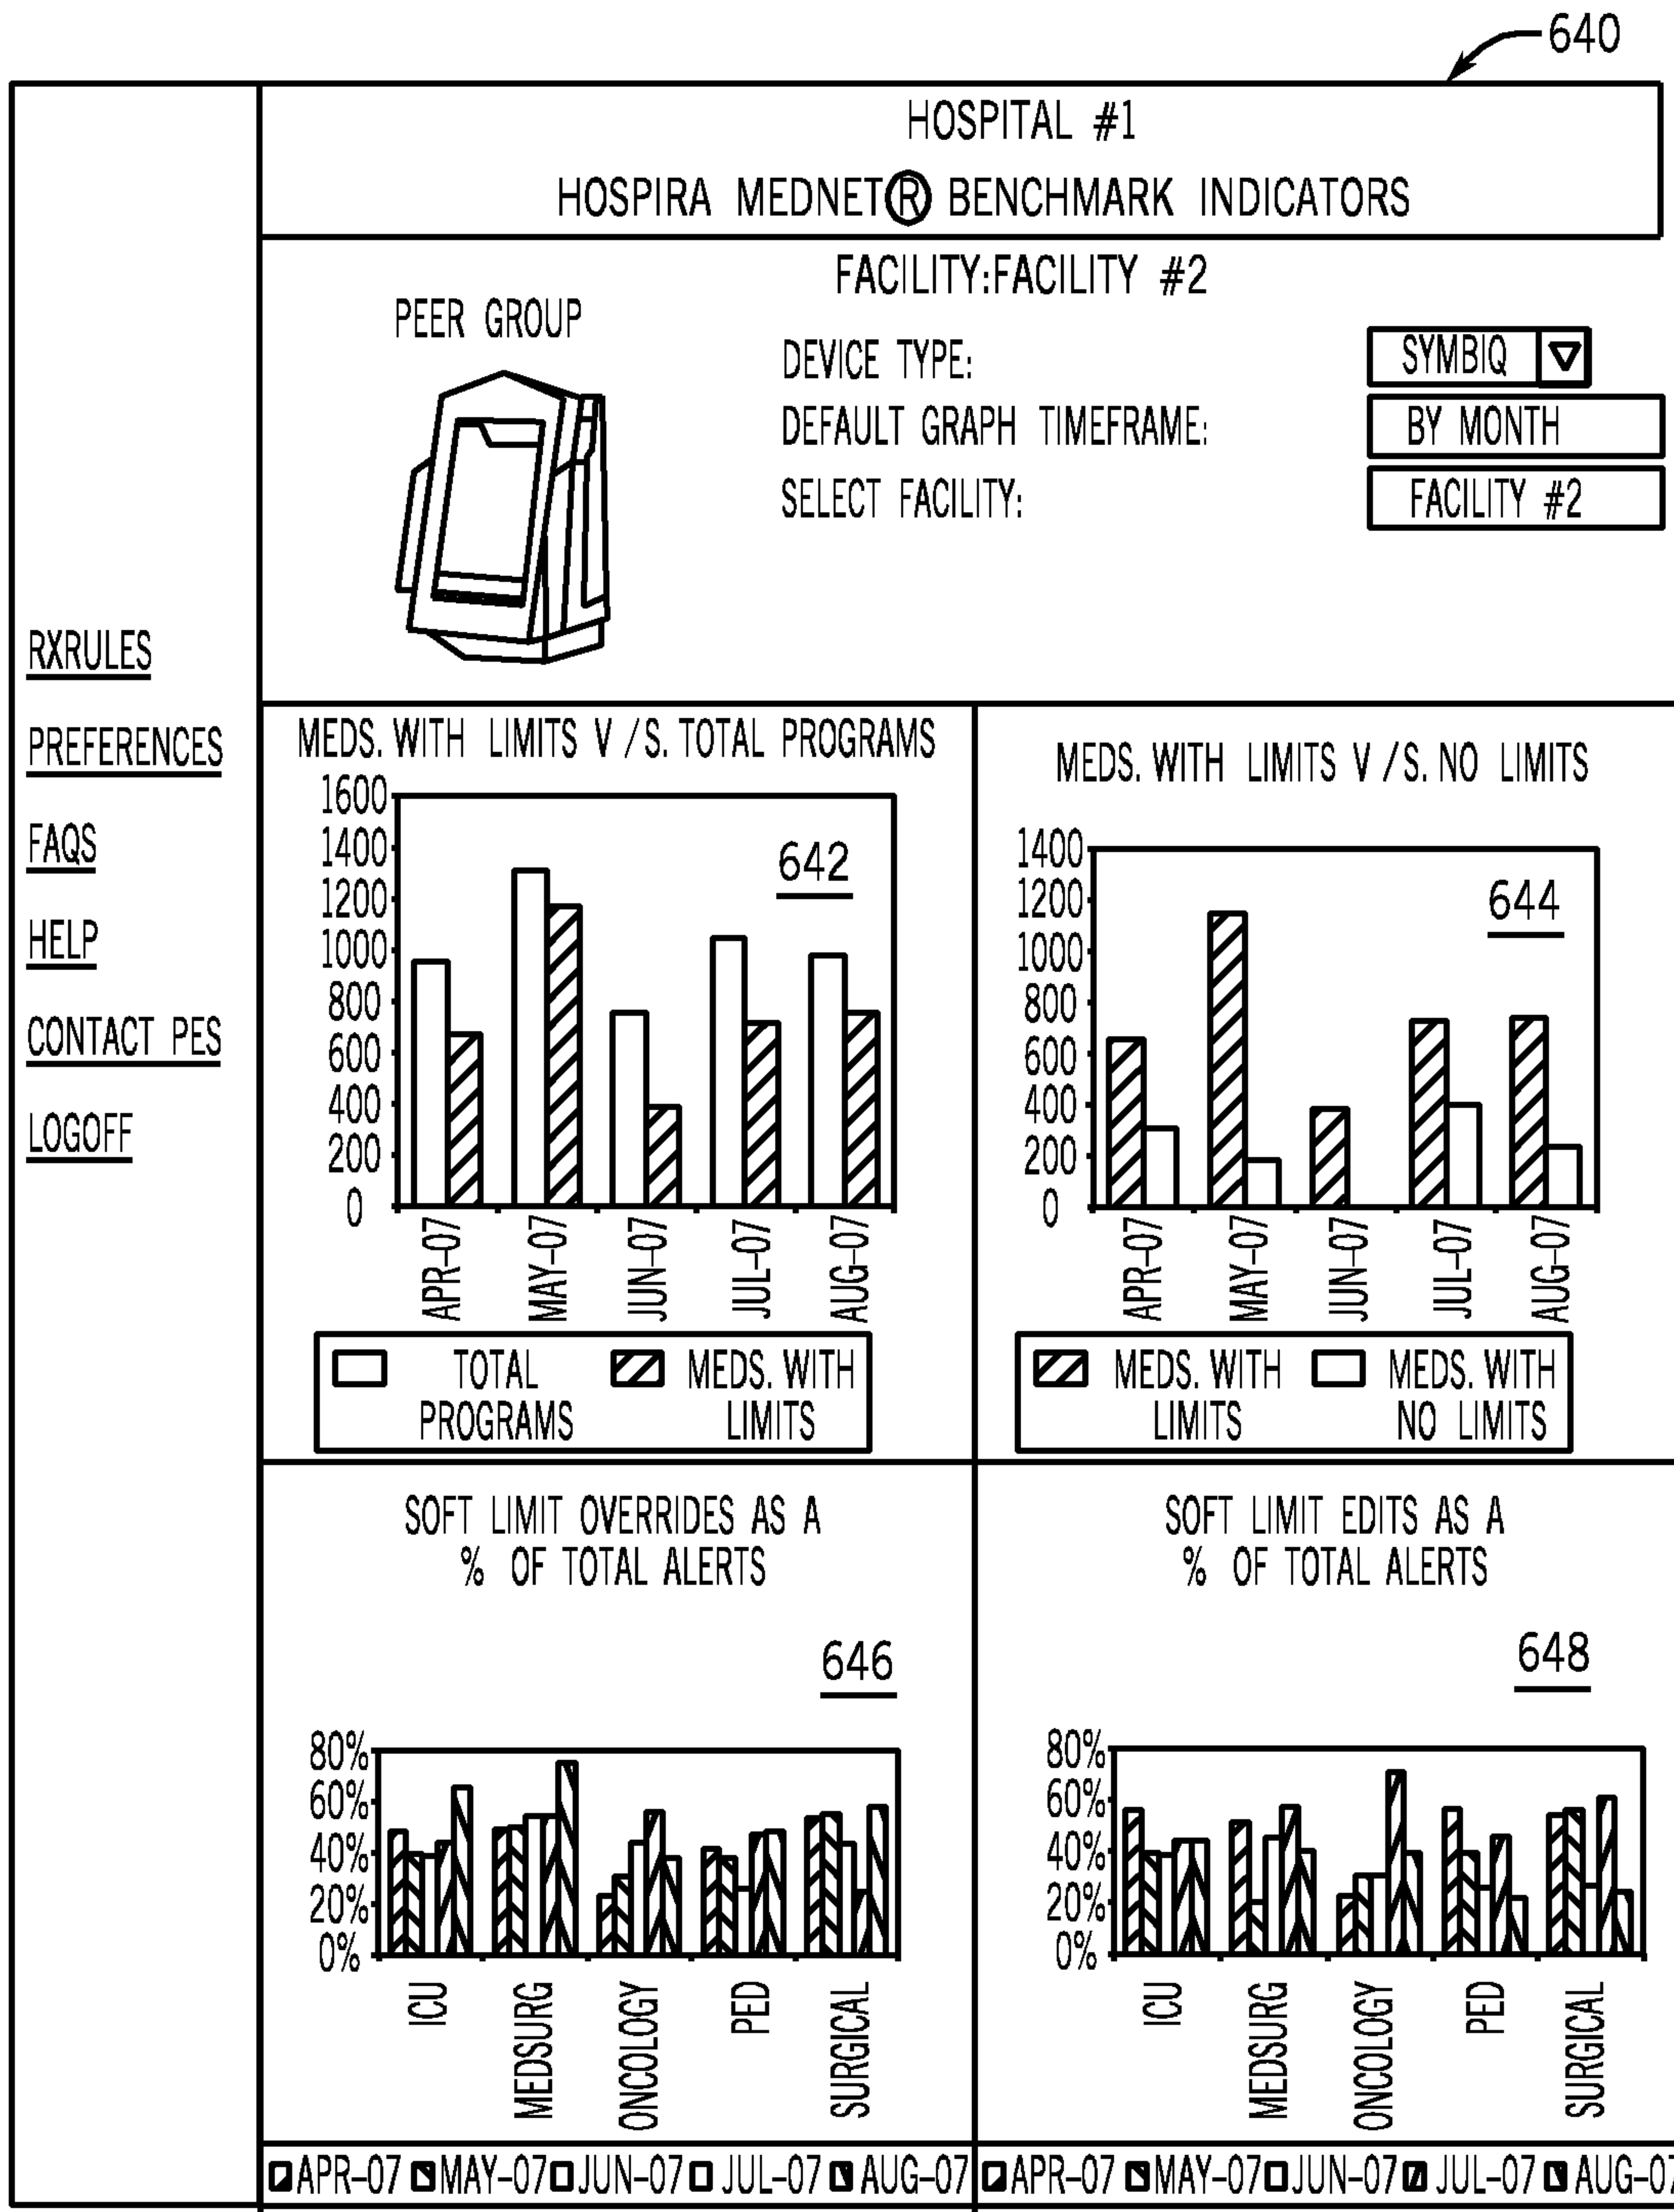 640
HOSPITAL #1
HOSPIRA MEDNET® BENCHMARK INDICATORS
FACILITY:FACILITY #2
PEER GROUP
DEVICE TYPE:
SYMBIQ
DEFAULT GRAPH TIMEFRAME:
BY MONTH
SELECT FACILITY:
FACILITY #2
RXRULES
PREFERENCES
FAQS
HELP
CONTACT PES
LOGOFF
MEDS. WITH LIMITS V /S. TOTAL PROGRAMS
1600
1400
1200
1000
800
600
400
200
0
642
APR-07
MAY-07
JUN-07
JUL-07
AUG-07
TOTAL PROGRAMS
MEDS. WITH LIMITS
MEDS. WITH LIMITS V /S. NO LIMITS
1400
1200
1000
800
600
400
200
0
644
APR-07
MAY-07
JUN-07
JUL-07
AUG-07
MEDS. WITH LIMITS
MEDS. WITH NO LIMITS
SOFT LIMIT OVERRIDES AS A
% OF TOTAL ALERTS
646
80%
60%
40%
20%
0%
ICU
MEDSURG
ONCOLOGY
PED
SURGICAL
APR-07 MAY-07 JUN-07 JUL-07 AUG-07
SOFT LIMIT EDITS AS A
% OF TOTAL ALERTS
648
80%
60%
40%
20%
0%
ICU
MEDSURG
ONCOLOGY
PED
SURGICAL
APR-07 MAY-07 JUN-07 JUL-07 AUG-07